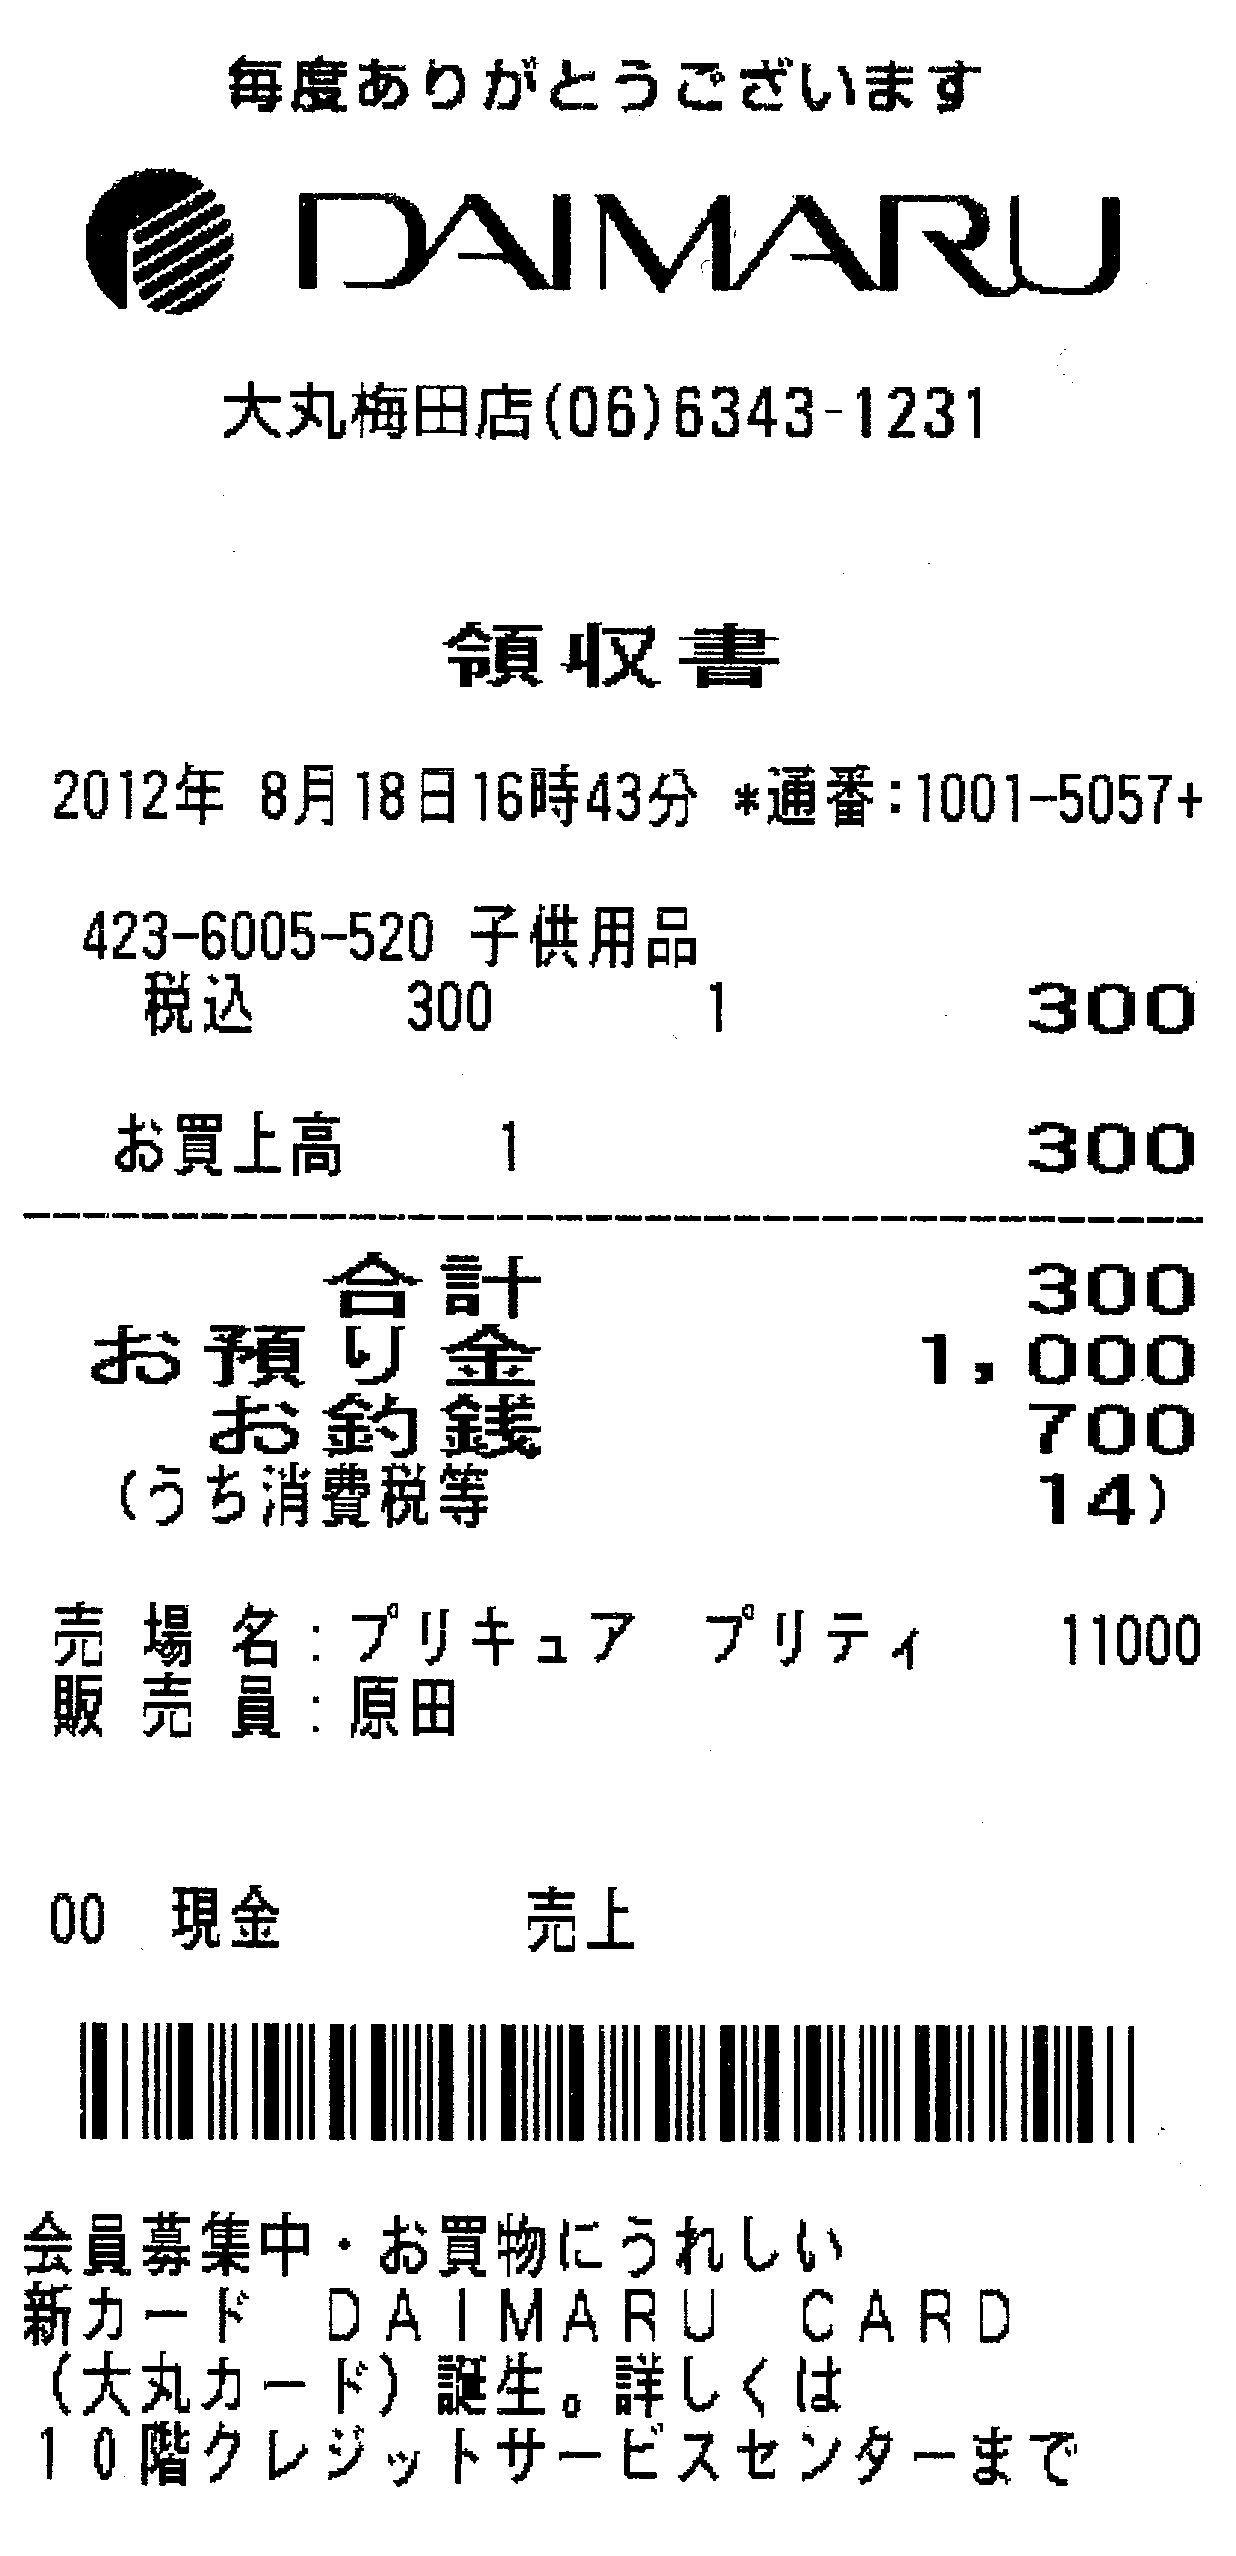 毎度ありがとうございます
DAIMARU
大丸梅田店(06)6343-1231
領収書
2012年 8月18日16時43分 *通番:1001-5057+
423-6005-520 子供用品
税込 300 1 300
お買上高 1 300
合計 300
お預り金 1,000
お釣銭 700
(うち消費税等 14)
売場名:プリキュア プリティ 11000
販売員:原田
00 現金 売上
会員募集中・お買物にうれしい
新カード DAIMARU CARD
(大丸カード)誕生。詳しくは
10階クレジットサービスセンターまで